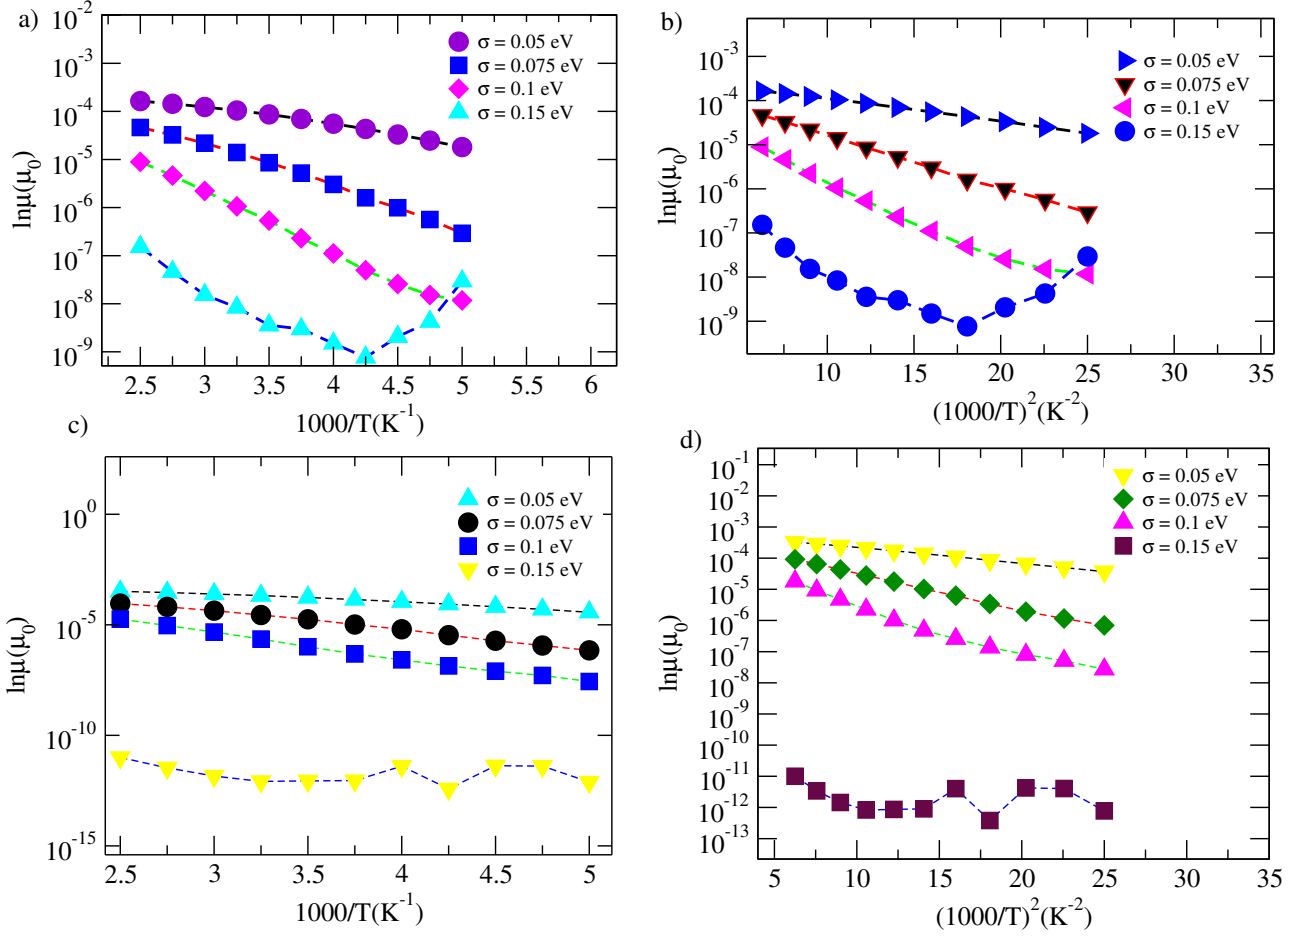 a)
10^-2
10^-3
10^-4
10^-5
10^-6
10^-7
10^-8
10^-9
lnμ(μ_0)
σ = 0.05 eV
σ = 0.075 eV
σ = 0.1 eV
σ = 0.15 eV
2.5 3 3.5 4 4.5 5 5.5 6
1000/T(K^-1)
b)
10^-3
10^-4
10^-5
10^-6
10^-7
10^-8
10^-9
lnμ(μ_0)
σ = 0.05 eV
σ = 0.075 eV
σ = 0.1 eV
σ = 0.15 eV
10 15 20 25 30 35
(1000/T)^2(K^-2)
c)
10^0
10^-5
10^-10
10^-15
lnμ(μ_0)
σ = 0.05 eV
σ = 0.075 eV
σ = 0.1 eV
σ = 0.15 eV
2.5 3 3.5 4 4.5 5
1000/T(K^-1)
d)
10^-1
10^-2
10^-3
10^-4
10^-5
10^-6
10^-7
10^-8
10^-9
10^-10
10^-11
10^-12
10^-13
lnμ(μ_0)
σ = 0.05 eV
σ = 0.075 eV
σ = 0.1 eV
σ = 0.15 eV
5 10 15 20 25 30 35
(1000/T)^2(K^-2)